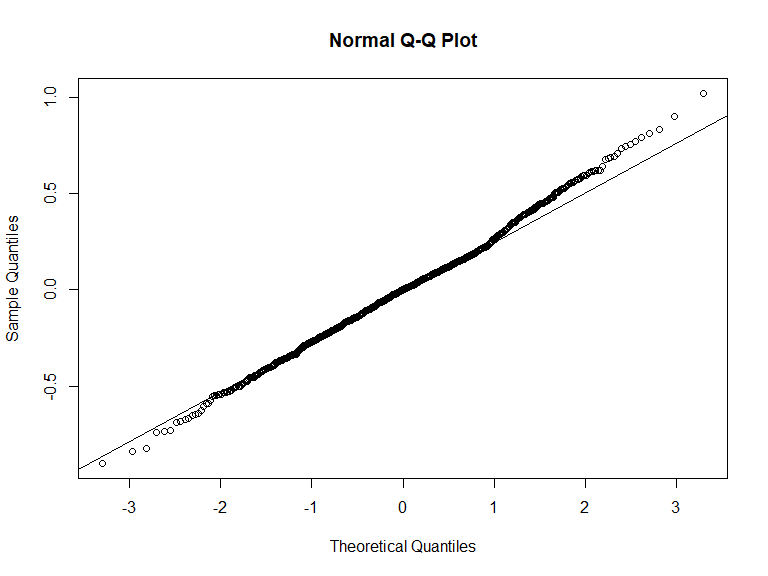 Normal Q-Q Plot
Sample Quantiles
1.0
0.5
0.0
-0.5
-3 -2 -1 0 1 2 3
Theoretical Quantiles